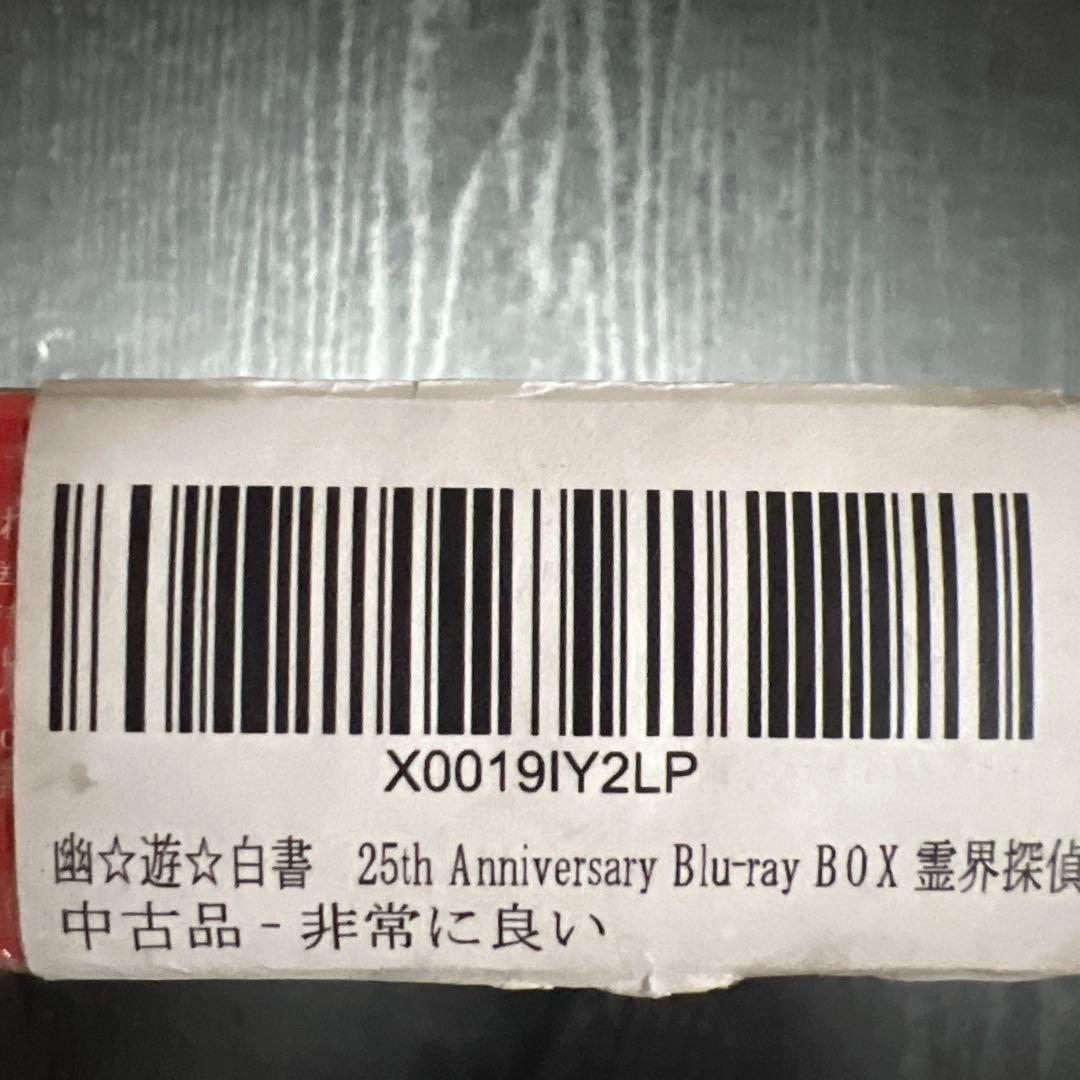 X0019IY2LP
幽☆遊☆白書　25th Anniversary Blu-ray BOX 霊界探偵
中古品 - 非常に良い